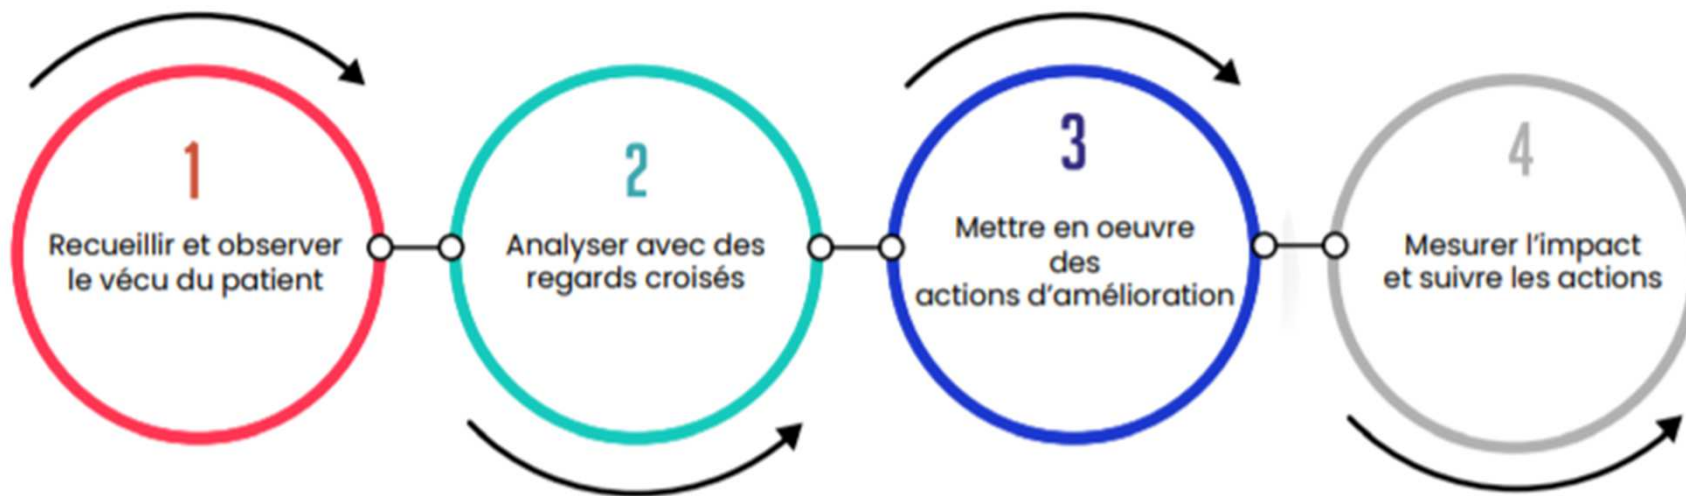 1
Recueillir et observer
le vécu du patient
2
Analyser avec des
regards croisés
3
Mettre en oeuvre
des
actions d’amélioration
4
Mesurer l’impact
et suivre les actions